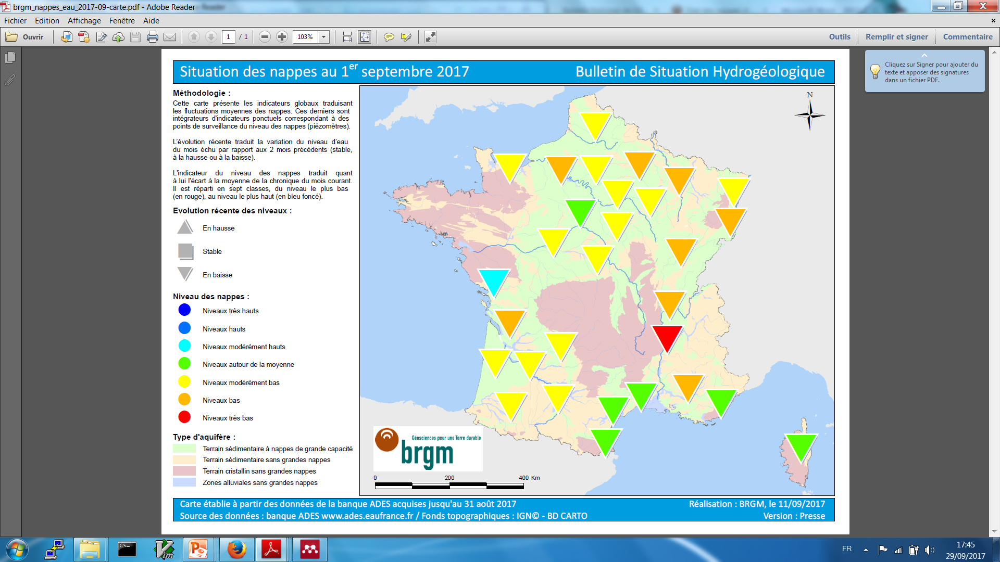 brgm_nappes_eau_2017-09-carte.pdf - Adobe Reader
Fichier Edition Affichage Fenêtre Aide
Ouvrir 1 / 1 103% Outils Remplir et signer Commentaire
Cliquez sur Signer pour ajouter du
texte et apposer des signatures
dans un fichier PDF.
Situation des nappes au 1er septembre 2017 Bulletin de Situation Hydrogéologique
Méthodologie :
Cette carte présente les indicateurs globaux traduisant
les fluctuations moyennes des nappes. Ces derniers sont
intégrateurs d'indicateurs ponctuels correspondant à des
points de surveillance du niveau des nappes (piézomètres).
L'évolution récente traduit la variation du niveau d'eau
du mois échu par rapport aux 2 mois précédents (stable,
à la hausse ou à la baisse).
L'indicateur du niveau des nappes traduit quant
à lui l'écart à la moyenne de la chronique du mois courant.
Il est réparti en sept classes, du niveau le plus bas
(en rouge), au niveau le plus haut (en bleu foncé).
Evolution récente des niveaux :
En hausse
Stable
En baisse
Niveau des nappes :
Niveaux très hauts
Niveaux hauts
Niveaux modérément hauts
Niveaux autour de la moyenne
Niveaux modérément bas
Niveaux bas
Niveaux très bas
Type d'aquifère :
Terrain sédimentaire à nappes de grande capacité
Terrain sédimentaire sans grandes nappes
Terrain cristallin sans grandes nappes
Zones alluviales sans grandes nappes
N
Géosciences pour une Terre durable
brgm
0 200 400 Km
Carte établie à partir des données de la banque ADES acquises jusqu'au 31 août 2017
Réalisation : BRGM, le 11/09/2017
Source des données : banque ADES www.ades.eaufrance.fr / Fonds topographiques : IGN© - BD CARTO
Version : Presse
FR
17:45
29/09/2017